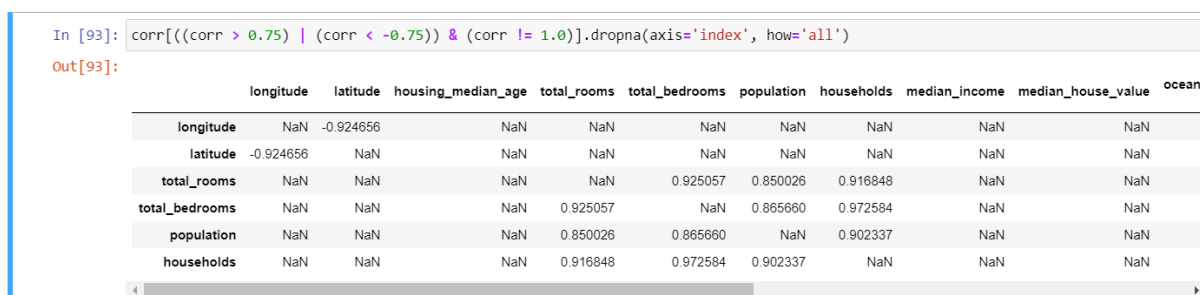 In [93]: corr[((corr > 0.75) | (corr < -0.75)) & (corr != 1.0)].dropna(axis='index', how='all')
Out[93]:
longitude latitude housing_median_age total_rooms total_bedrooms population households median_income median_house_value ocean
longitude NaN -0.924656 NaN NaN NaN NaN NaN NaN NaN
latitude -0.924656 NaN NaN NaN NaN NaN NaN NaN NaN
total_rooms NaN NaN NaN NaN 0.925057 0.850026 0.916848 NaN NaN
total_bedrooms NaN NaN NaN 0.925057 NaN 0.865660 0.972584 NaN NaN
population NaN NaN NaN 0.850026 0.865660 NaN 0.902337 NaN NaN
households NaN NaN NaN 0.916848 0.972584 0.902337 NaN NaN NaN